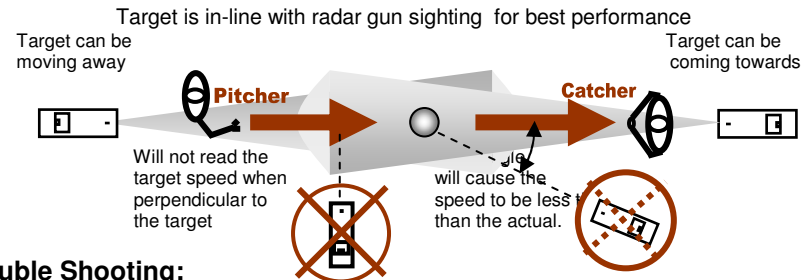 Target is in-line with radar gun sighting for best performance
Target can be
moving away
Target can be
coming towards
Pitcher
Catcher
Will not read the
target speed when
perpendicular to
the target
will cause the
speed to be less
than the actual.
uble Shooting: